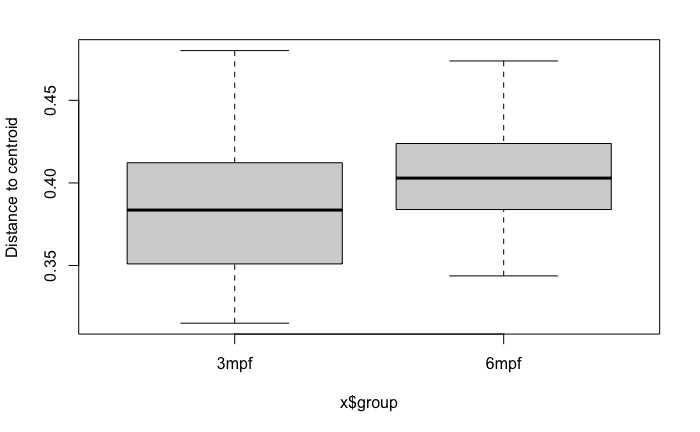 Distance to centroid
0.45
0.40
0.35
3mpf
6mpf
x$group